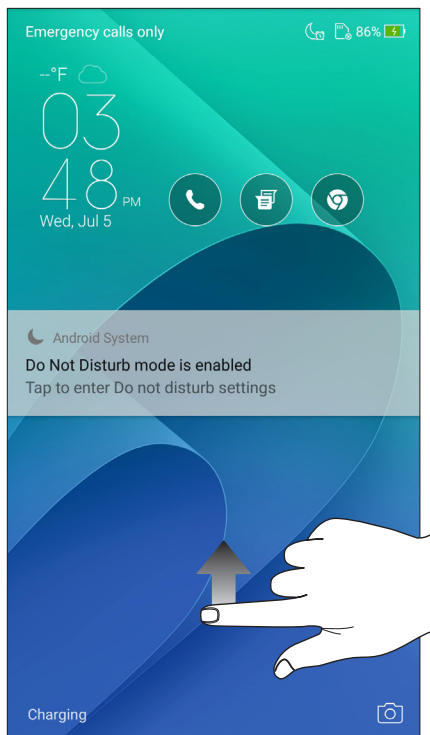 Emergency calls only 86%
--°F
03
48 PM
Wed, Jul 5
Android System
Do Not Disturb mode is enabled
Tap to enter Do not disturb settings
Charging